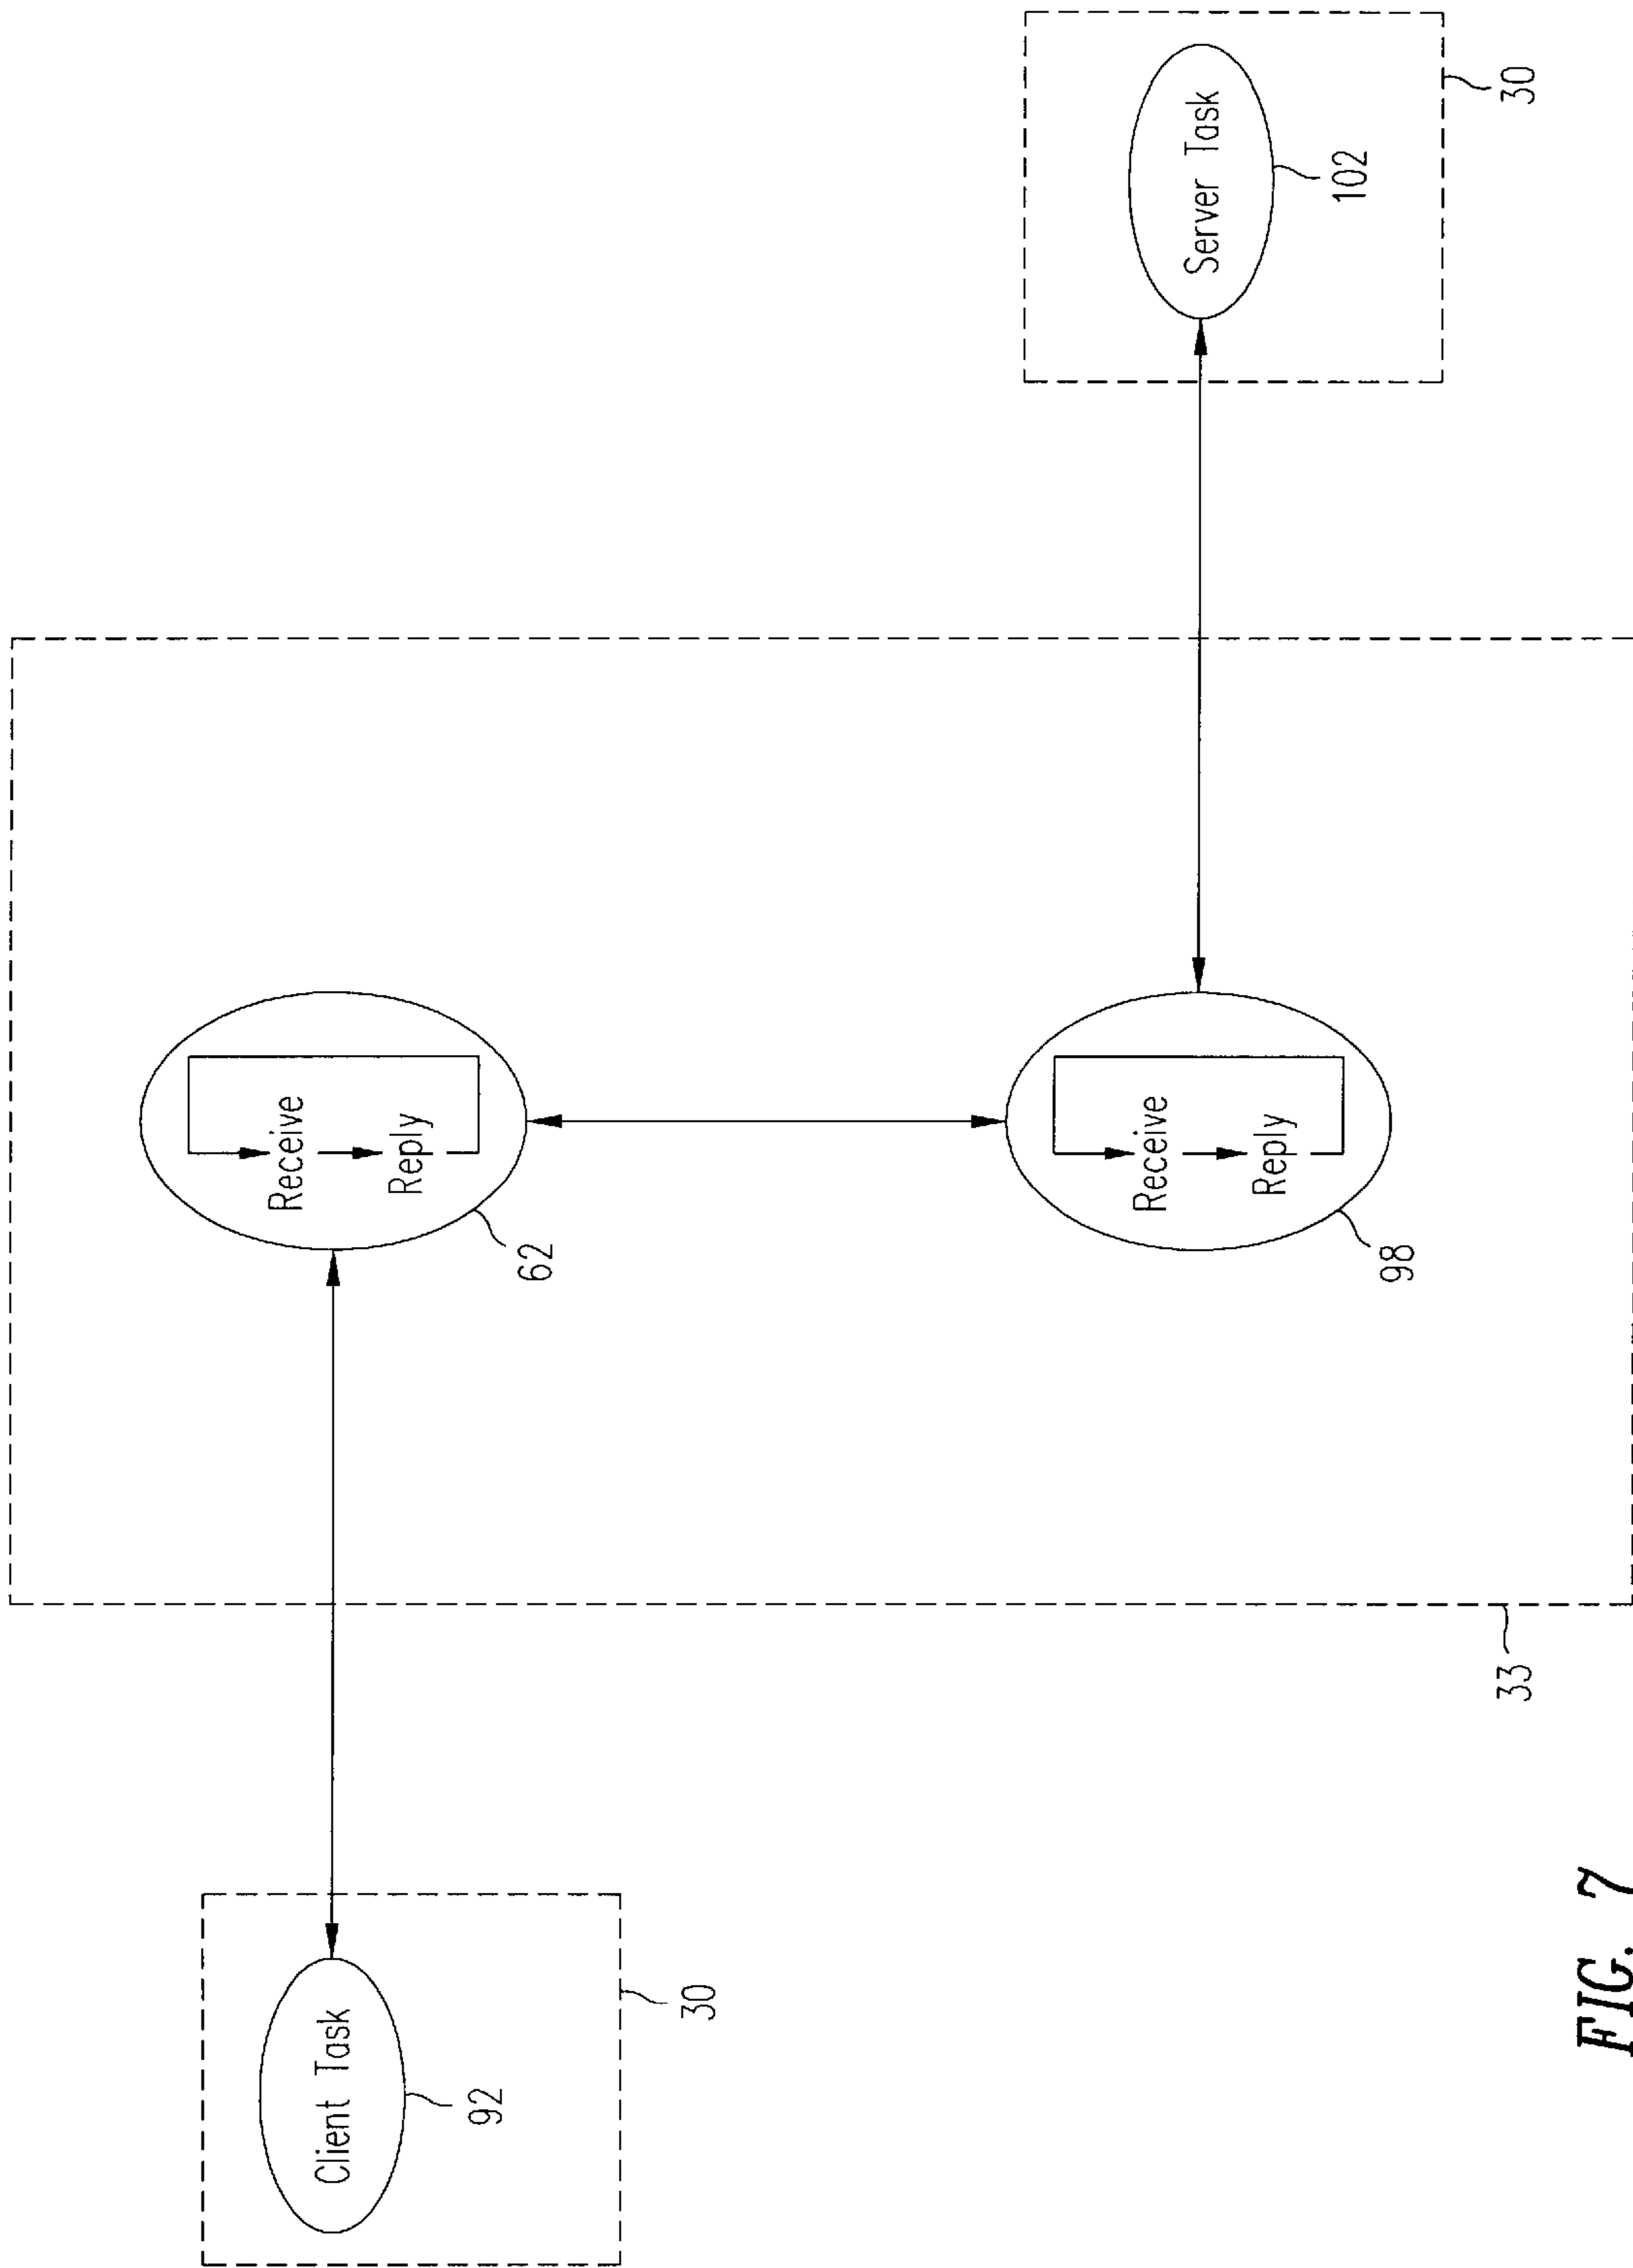 Client Task
92
30
Receive
Reply
62
Receive
Reply
98
33
Server Task
102
30
FIG. 7